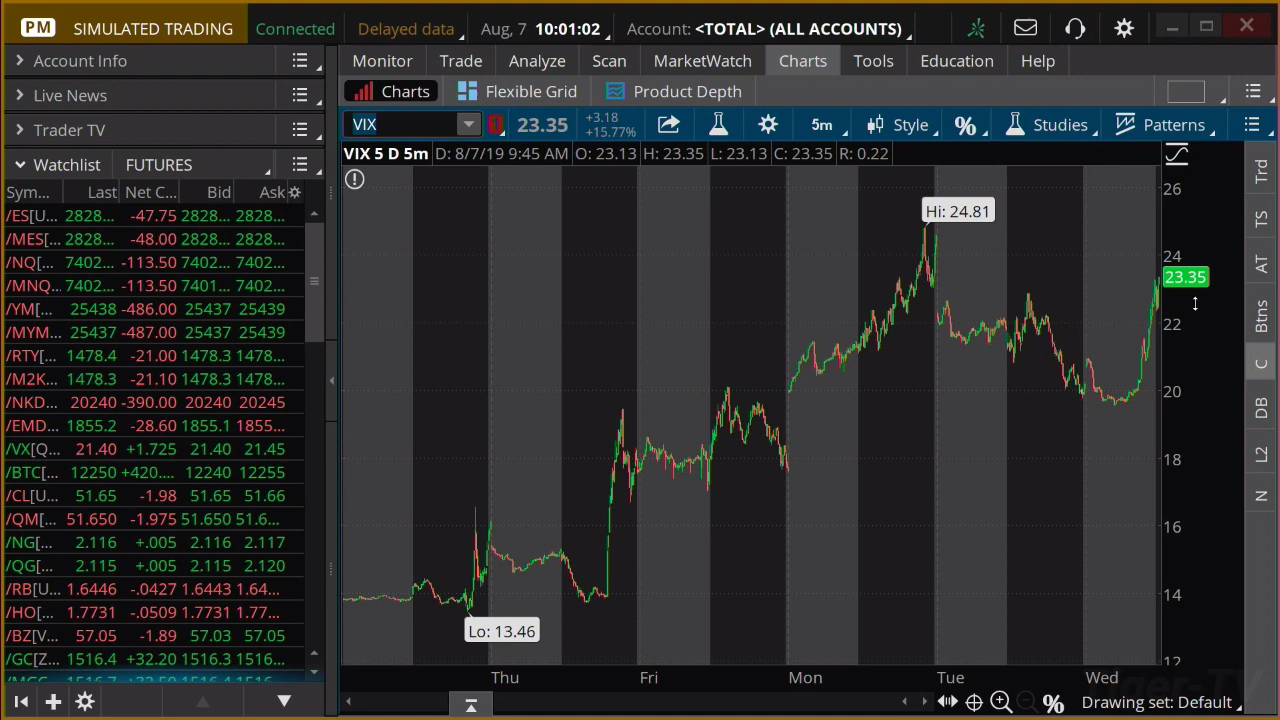 PM SIMULATED TRADING Connected Delayed data Aug, 7 10:01:02 Account: <TOTAL> (ALL ACCOUNTS)
Account Info
Live News
Trader TV
Watchlist FUTURES
Sym... Last Net C... Bid Ask
/ES[U... 2828... -47.75 2828... 2828...
/MES[... 2828... -48.00 2828... 2828...
/NQ[... 7402... -113.50 7402... 7402...
/MNQ... 7402... -113.50 7401... 7402...
/YM[... 25438 -486.00 25437 25439
/MYM... 25437 -487.00 25437 25439
/RTY[... 1478.4 -21.00 1478.3 1478...
/M2K... 1478.3 -21.10 1478.3 1478...
/NKD... 20240 -390.00 20240 20245
/EMD... 1855.2 -28.60 1855.2 1855...
/VX[Q... 21.40 +1.725 21.40 21.45
/BTC[... 12250 +420.... 12240 12255
/CL[U... 51.65 -1.98 51.65 51.66
/QM[... 51.650 -1.975 51.650 51.6...
/NG[... 2.116 +.005 2.116 2.117
/QG[... 2.115 +.005 2.115 2.120
/RB[U... 1.6446 -.0427 1.6443 1.64...
/HO[... 1.7731 -.0509 1.7731 1.77...
/BZ[V... 57.05 -1.89 57.03 57.05
/GC[Z... 1516.4 +32.20 1516.3 1516...
Monitor Trade Analyze Scan MarketWatch Charts Tools Education Help
Charts Flexible Grid Product Depth
VIX 1 23.35 +3.18 +15.77% 5m Style % Studies Patterns
VIX 5 D 5m D: 8/7/19 9:45 AM O: 23.13 H: 23.35 L: 23.13 C: 23.35 R: 0.22
26
Hi: 24.81
24
23.35
22
20
18
16
14
Lo: 13.46
12
Thu Fri Mon Tue Wed
% Drawing set: Default
Trd
TS
AT
Btns
C
DB
L2
N
Tiger-TV